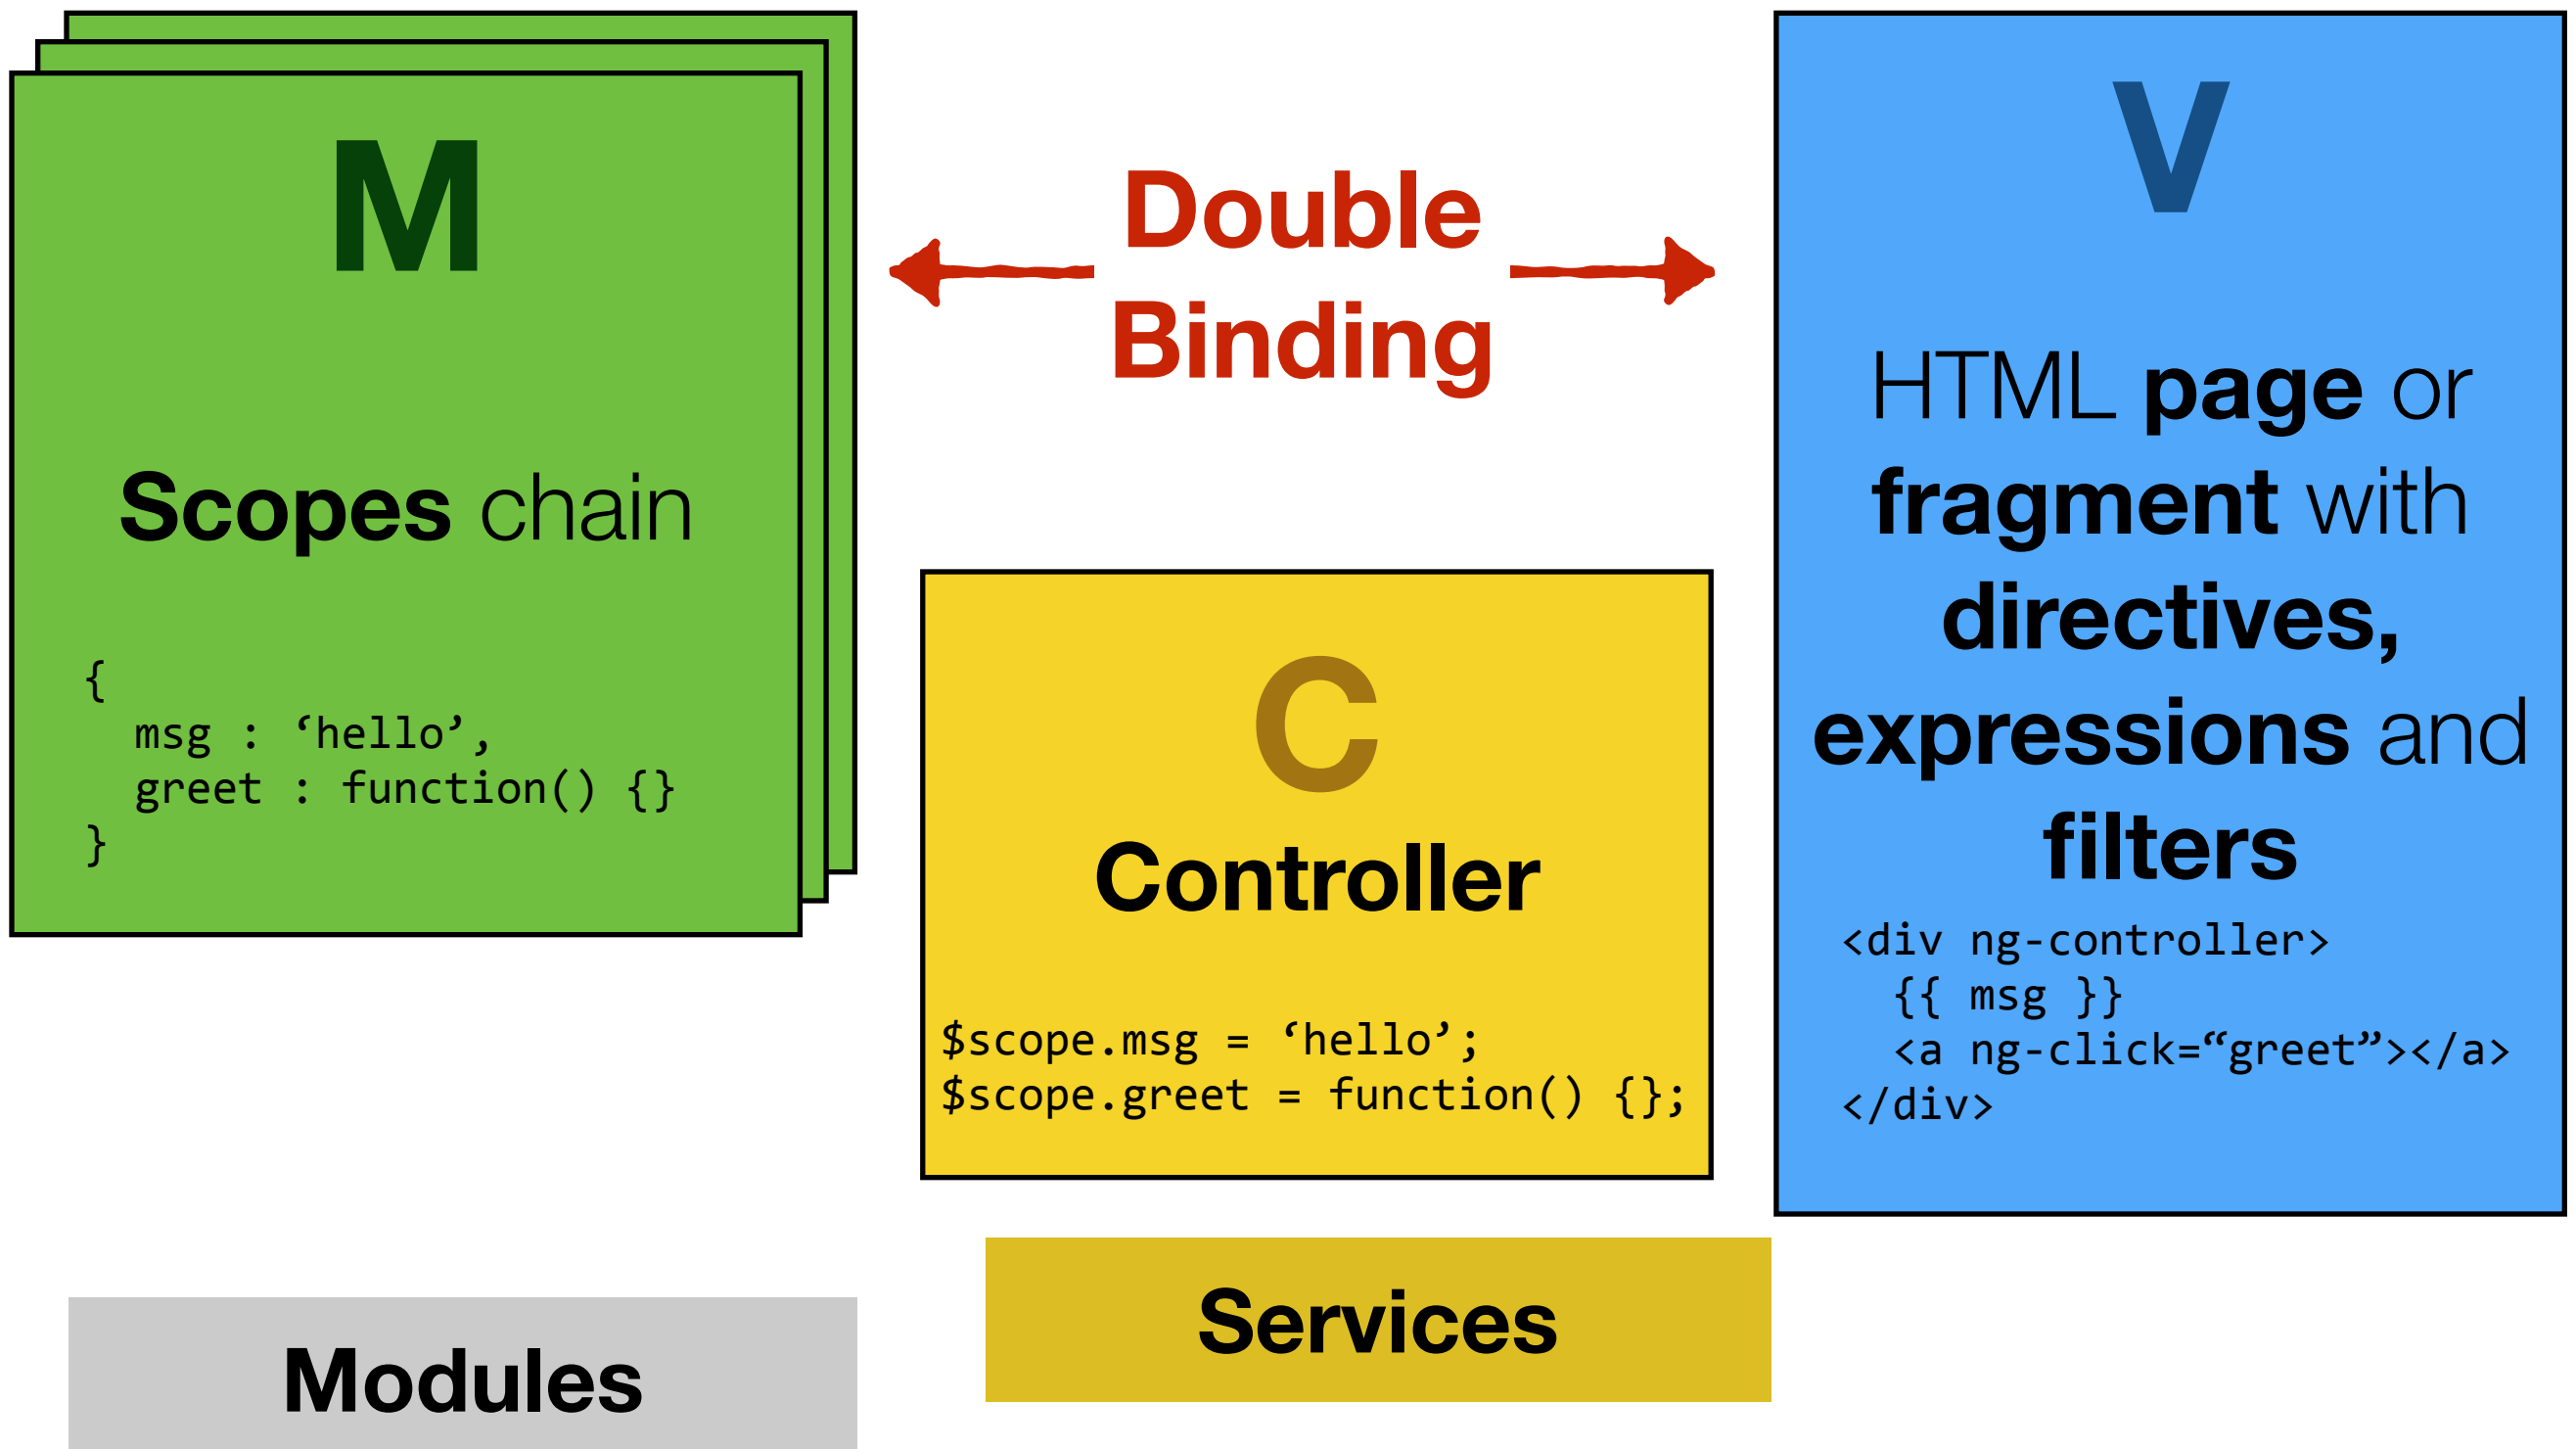 M
Scopes chain
{
  msg : ‘hello’,
  greet : function() {}
}
Double
Binding
C
Controller
$scope.msg = ‘hello’;
$scope.greet = function() {};
V
HTML page or
fragment with
directives,
expressions and
filters
<div ng-controller>
  {{ msg }}
  <a ng-click=“greet”></a>
</div>
Services
Modules